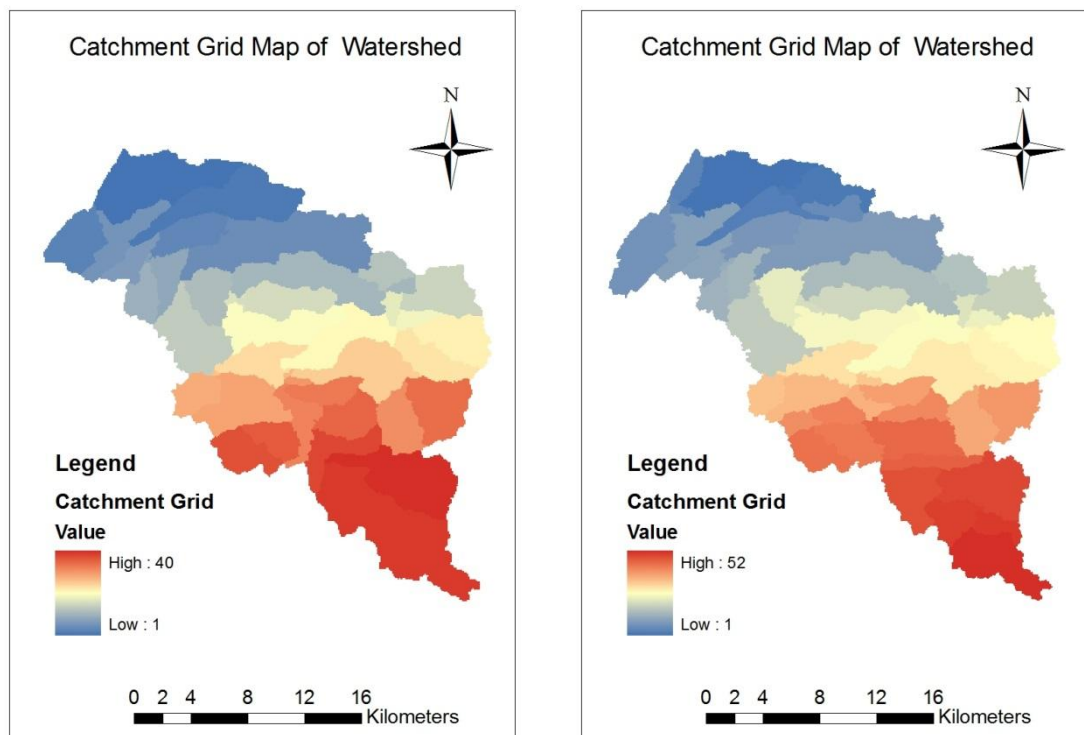 Catchment Grid Map of Watershed
N
Legend
Catchment Grid
Value
High : 40
Low : 1
0 2 4 8 12 16
Kilometers
Catchment Grid Map of Watershed
N
Legend
Catchment Grid
Value
High : 52
Low : 1
0 2 4 8 12 16
Kilometers